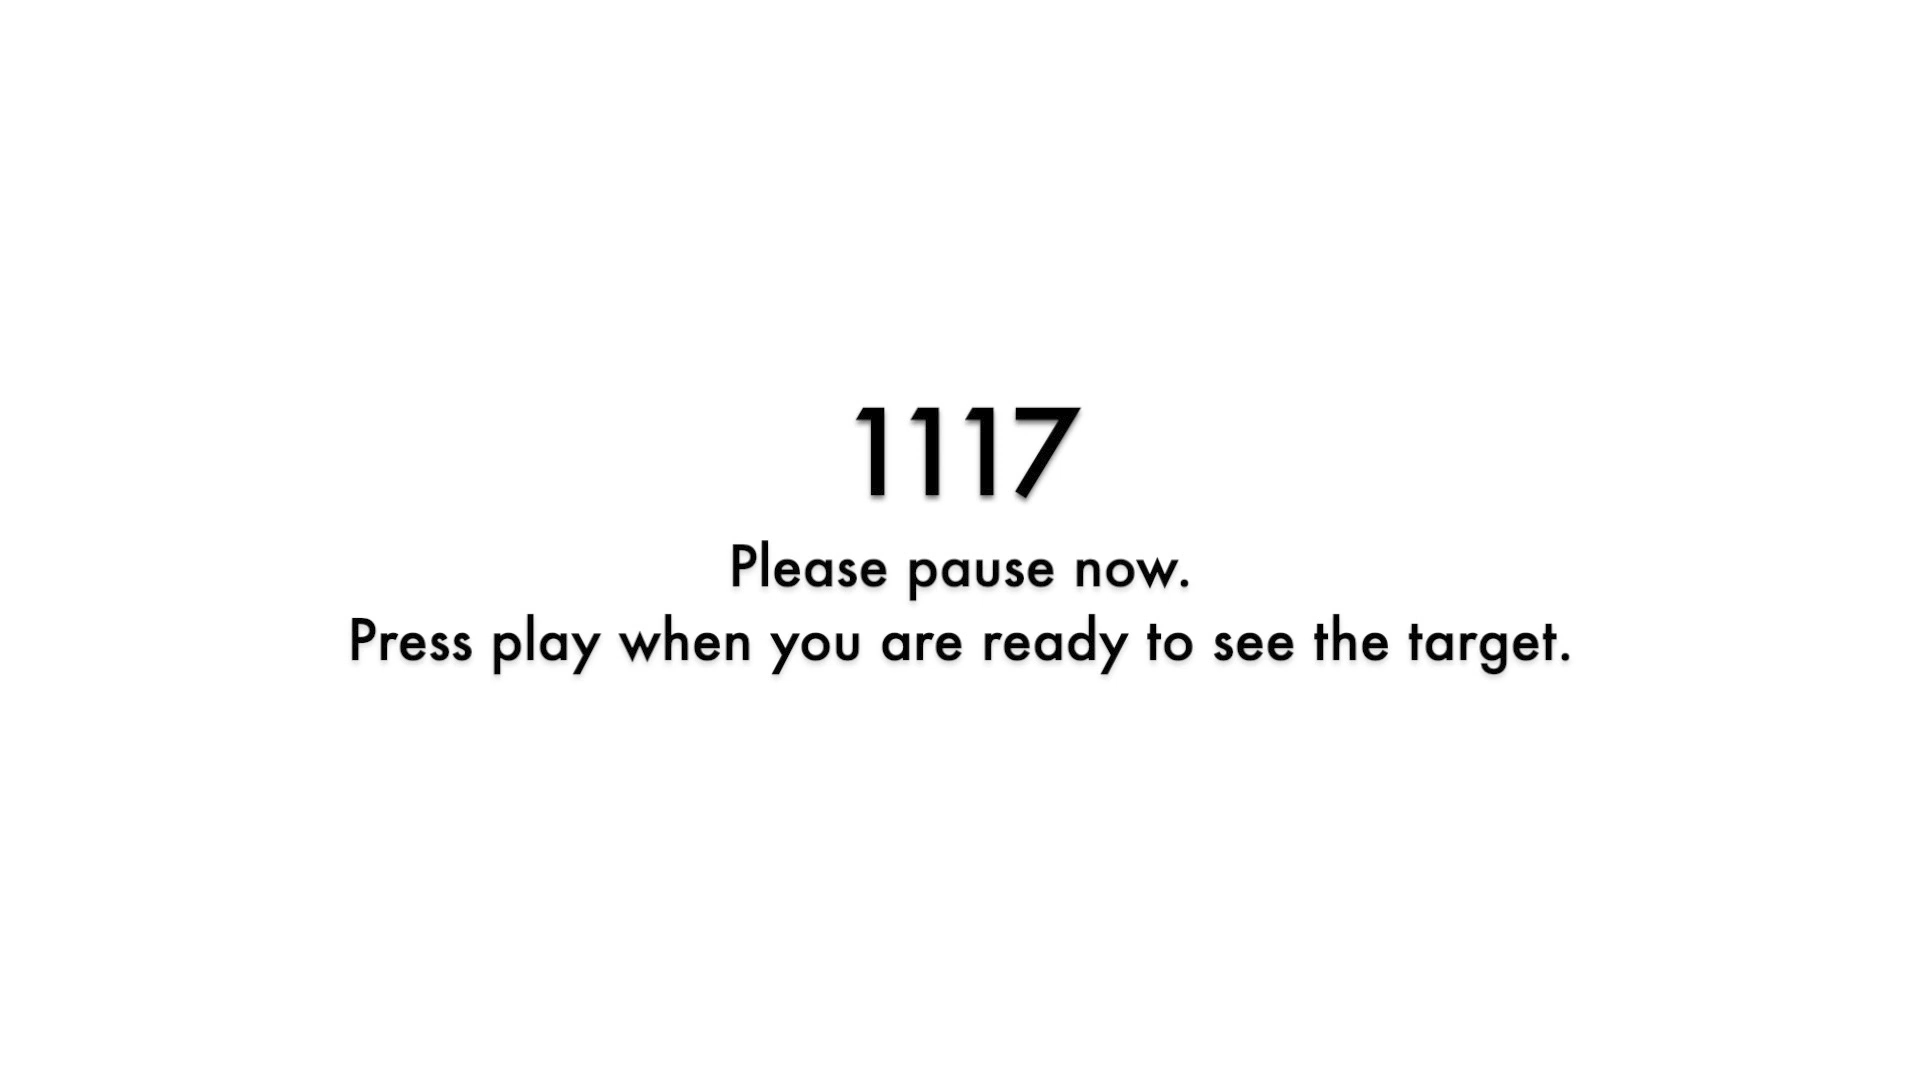 1117
Please pause now.
Press play when you are ready to see the target.